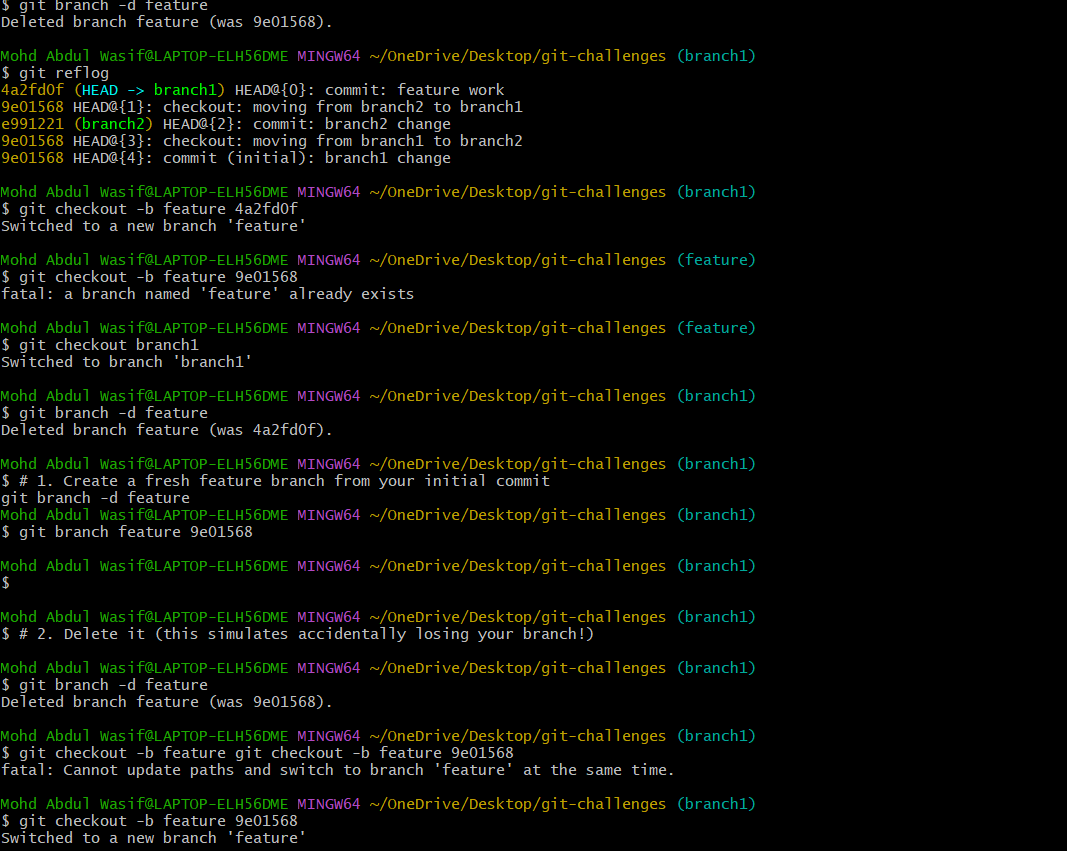 $ git branch -d feature
Deleted branch feature (was 9e01568).
Mohd Abdul Wasif@LAPTOP-ELH56DME MINGW64 ~/OneDrive/Desktop/git-challenges (branch1)
$ git reflog
4a2fd0f (HEAD -> branch1) HEAD@{0}: commit: feature work
9e01568 HEAD@{1}: checkout: moving from branch2 to branch1
e991221 (branch2) HEAD@{2}: commit: branch2 change
9e01568 HEAD@{3}: checkout: moving from branch1 to branch2
9e01568 HEAD@{4}: commit (initial): branch1 change
Mohd Abdul Wasif@LAPTOP-ELH56DME MINGW64 ~/OneDrive/Desktop/git-challenges (branch1)
$ git checkout -b feature 4a2fd0f
Switched to a new branch 'feature'
Mohd Abdul Wasif@LAPTOP-ELH56DME MINGW64 ~/OneDrive/Desktop/git-challenges (feature)
$ git checkout -b feature 9e01568
fatal: a branch named 'feature' already exists
Mohd Abdul Wasif@LAPTOP-ELH56DME MINGW64 ~/OneDrive/Desktop/git-challenges (feature)
$ git checkout branch1
Switched to branch 'branch1'
Mohd Abdul Wasif@LAPTOP-ELH56DME MINGW64 ~/OneDrive/Desktop/git-challenges (branch1)
$ git branch -d feature
Deleted branch feature (was 4a2fd0f).
Mohd Abdul Wasif@LAPTOP-ELH56DME MINGW64 ~/OneDrive/Desktop/git-challenges (branch1)
$ # 1. Create a fresh feature branch from your initial commit
git branch -d feature
Mohd Abdul Wasif@LAPTOP-ELH56DME MINGW64 ~/OneDrive/Desktop/git-challenges (branch1)
$ git branch feature 9e01568
Mohd Abdul Wasif@LAPTOP-ELH56DME MINGW64 ~/OneDrive/Desktop/git-challenges (branch1)
$
Mohd Abdul Wasif@LAPTOP-ELH56DME MINGW64 ~/OneDrive/Desktop/git-challenges (branch1)
$ # 2. Delete it (this simulates accidentally losing your branch!)
Mohd Abdul Wasif@LAPTOP-ELH56DME MINGW64 ~/OneDrive/Desktop/git-challenges (branch1)
$ git branch -d feature
Deleted branch feature (was 9e01568).
Mohd Abdul Wasif@LAPTOP-ELH56DME MINGW64 ~/OneDrive/Desktop/git-challenges (branch1)
$ git checkout -b feature git checkout -b feature 9e01568
fatal: Cannot update paths and switch to branch 'feature' at the same time.
Mohd Abdul Wasif@LAPTOP-ELH56DME MINGW64 ~/OneDrive/Desktop/git-challenges (branch1)
$ git checkout -b feature 9e01568
Switched to a new branch 'feature'